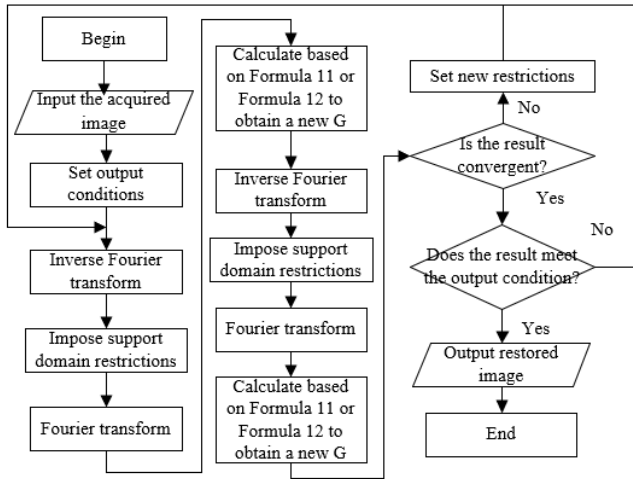 Begin
Input the acquired
image
Set output
conditions
Inverse Fourier
transform
Impose support
domain restrictions
Fourier transform
Calculate based
on Formula 11 or
Formula 12 to
obtain a new G
Inverse Fourier
transform
Impose support
domain restrictions
Fourier transform
Calculate based
on Formula 11 or
Formula 12 to
obtain a new G
Set new restrictions
No
Is the result
convergent?
Yes
No
Does the result meet
the output condition?
Yes
Output restored
image
End